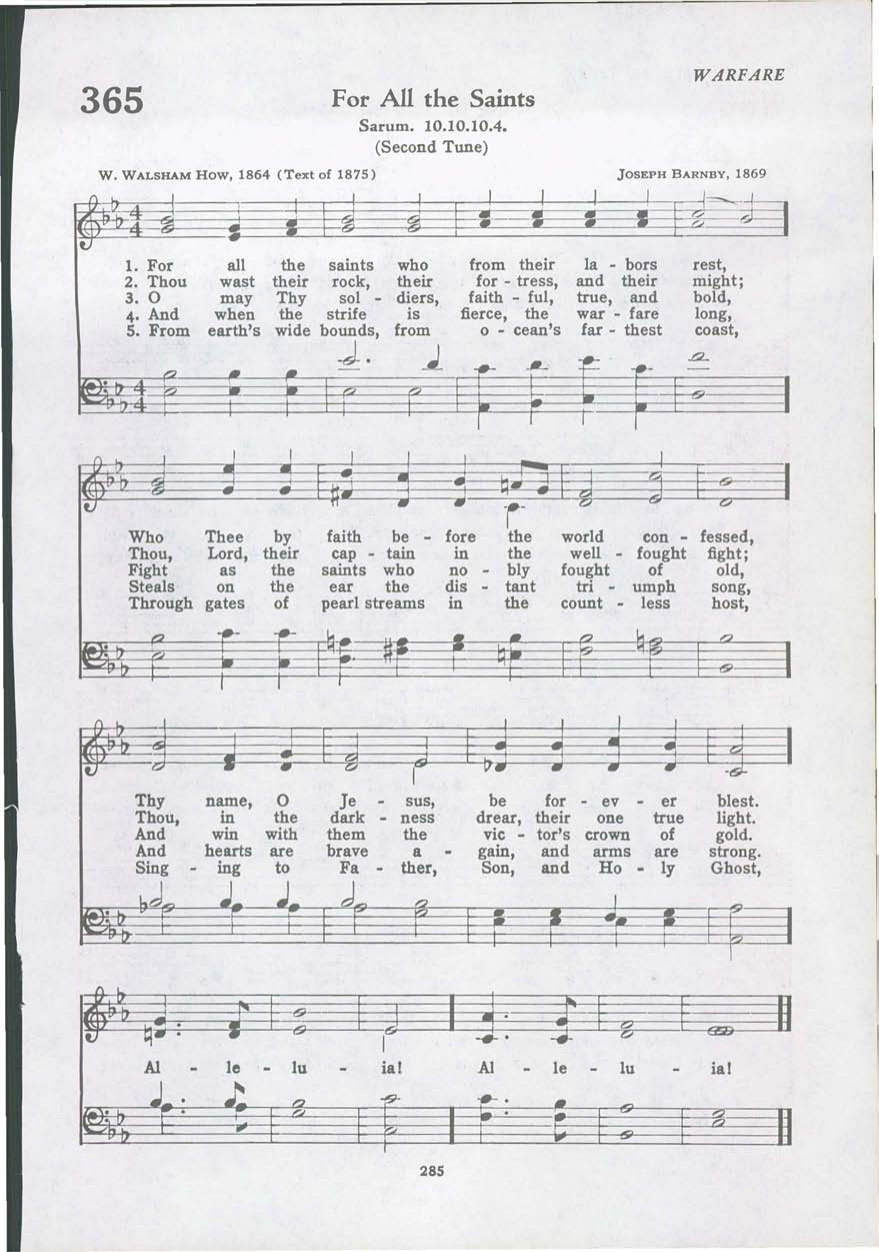 WARFARE
365
For All the Saints
Sarum. 10.10.10.4.
(Second Tune)
W. WALSHAM HOW, 1864 (Text of 1875)
JOSEPH BARNBY, 1869
1. For all the saints who from their la - bors rest,
2. Thou wast their rock, their for - tress, and their might;
3. O may Thy sol - diers, faith - ful, true, and bold,
4. And when the strife is fierce, the war - fare long,
5. From earth's wide bounds, from o - cean's far - thest coast,
Who Thee by faith be - fore the world con - fessed,
Thou, Lord, their cap - tain in the well - fought fight;
Fight as the saints who no - bly fought of old,
Steals on the ear the dis - tant tri - umph song,
Through gates of pearl streams in the count - less host,
Thy name, O Je - sus, be for - ev - er blest.
Thou, in the dark - ness drear, their one true light.
And win with them the vic - tor's crown of gold.
And hearts are brave a - gain, and arms are strong.
Sing - ing to Fa - ther, Son, and Ho - ly Ghost,
Al - le - lu - ia! Al - le - lu - ia!
285